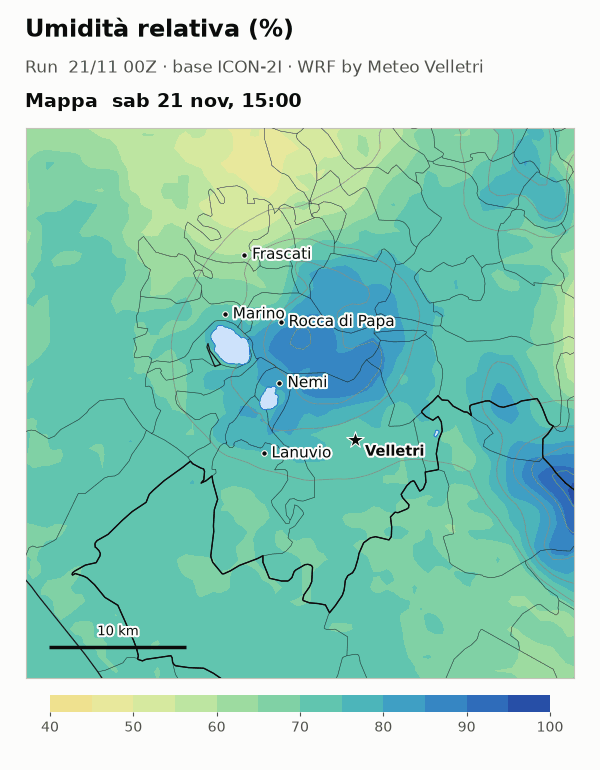 Umidità relativa (%)
Run 21/11 00Z · base ICON-2I · WRF by Meteo Velletri
Mappa sab 21 nov, 15:00
Frascati
Marino
Rocca di Papa
Nemi
Velletri
Lanuvio
10 km
40 50 60 70 80 90 100